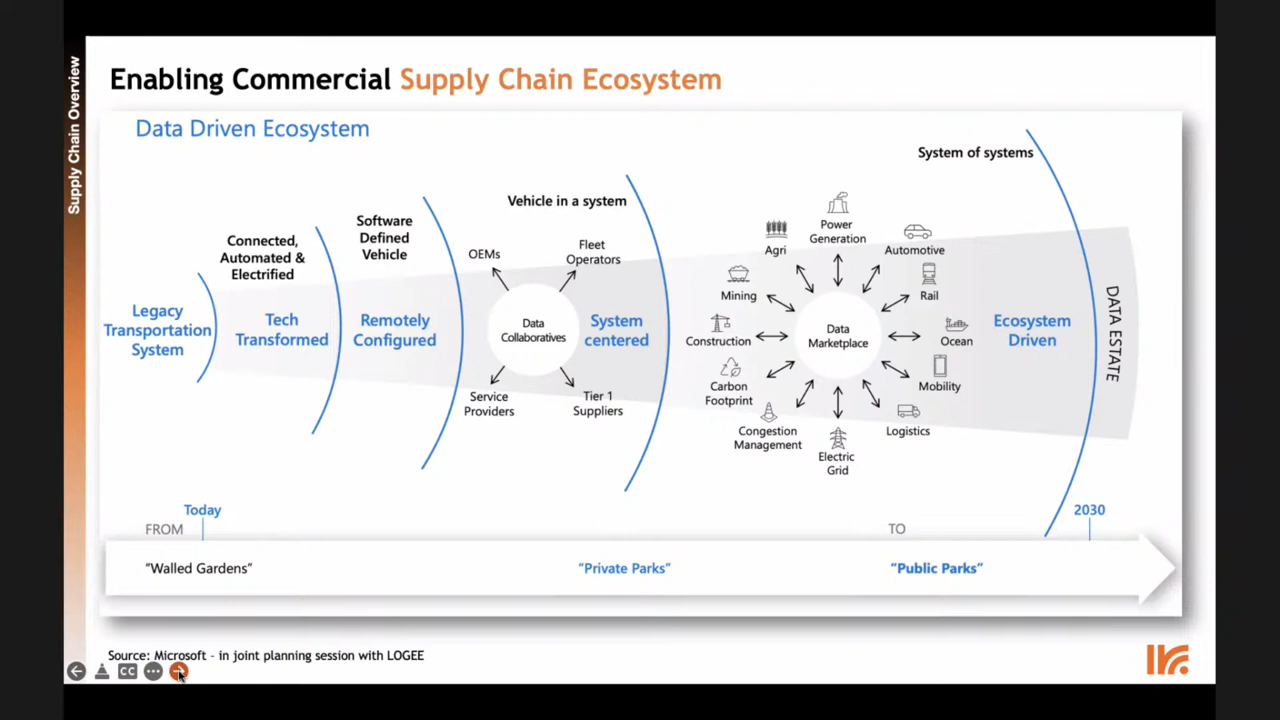 Supply Chain Overview
Enabling Commercial Supply Chain Ecosystem
Data Driven Ecosystem
Legacy
Transportation
System
Connected,
Automated &
Electrified
Tech
Transformed
Software
Defined
Vehicle
Remotely
Configured
Vehicle in a system
OEMs
Fleet
Operators
Data
Collaboratives
System
centered
Service
Providers
Tier 1
Suppliers
System of systems
Power
Generation
Agri
Automotive
Mining
Rail
Construction
Data
Marketplace
Ocean
Carbon
Footprint
Mobility
Congestion
Management
Logistics
Electric
Grid
Ecosystem
Driven
DATA ESTATE
FROM
Today
TO
2030
“Walled Gardens”
“Private Parks”
“Public Parks”
Source: Microsoft - in joint planning session with LOGEE
CC